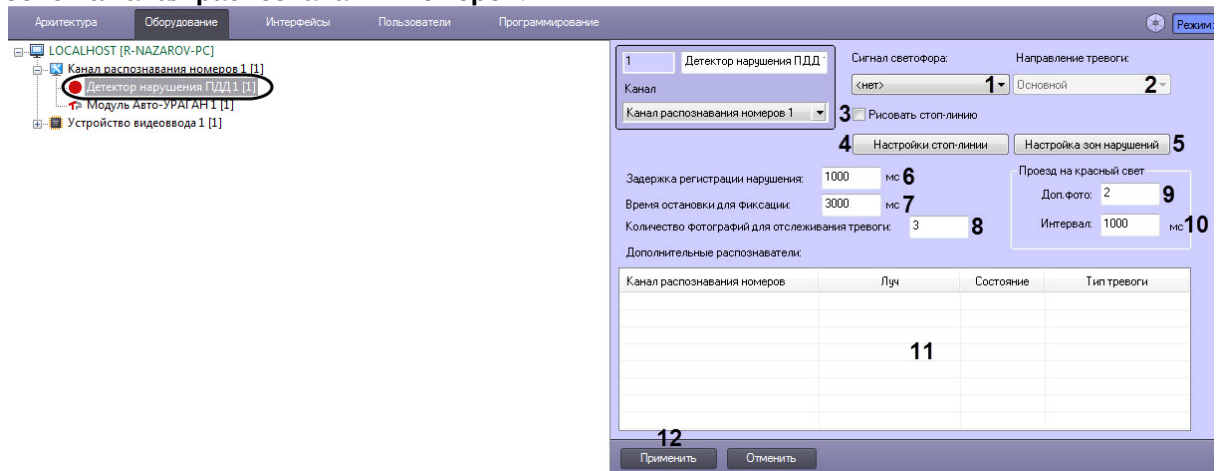 Архитектура Оборудование Интерфейсы Пользователи Программирование Режим:
LOCALHOST [R-NAZAROV-PC]
Канал распознавания номеров 1 [1]
Детектор нарушения ПДД 1 [1]
Модуль Авто-УРАГАН 1 [1]
Устройство видеоввода 1 [1]
1 Детектор нарушения ПДД
Канал
Канал распознавания номеров 1
Сигнал светофора: Направление тревоги:
<нет> 1 Основной 2
3 Рисовать стоп-линию
4 Настройки стоп-линии Настройка зон нарушений 5
Задержка регистрации нарушения: 1000 мс 6
Время остановки для фиксации: 3000 мс 7
Количество фотографий для отслеживания тревоги: 3 8
Проезд на красный свет
Доп.фото: 2 9
Интервал: 1000 мс 10
Дополнительные распознаватели:
Канал распознавания номеров Луч Состояние Тип тревоги
11
12
Применить Отменить